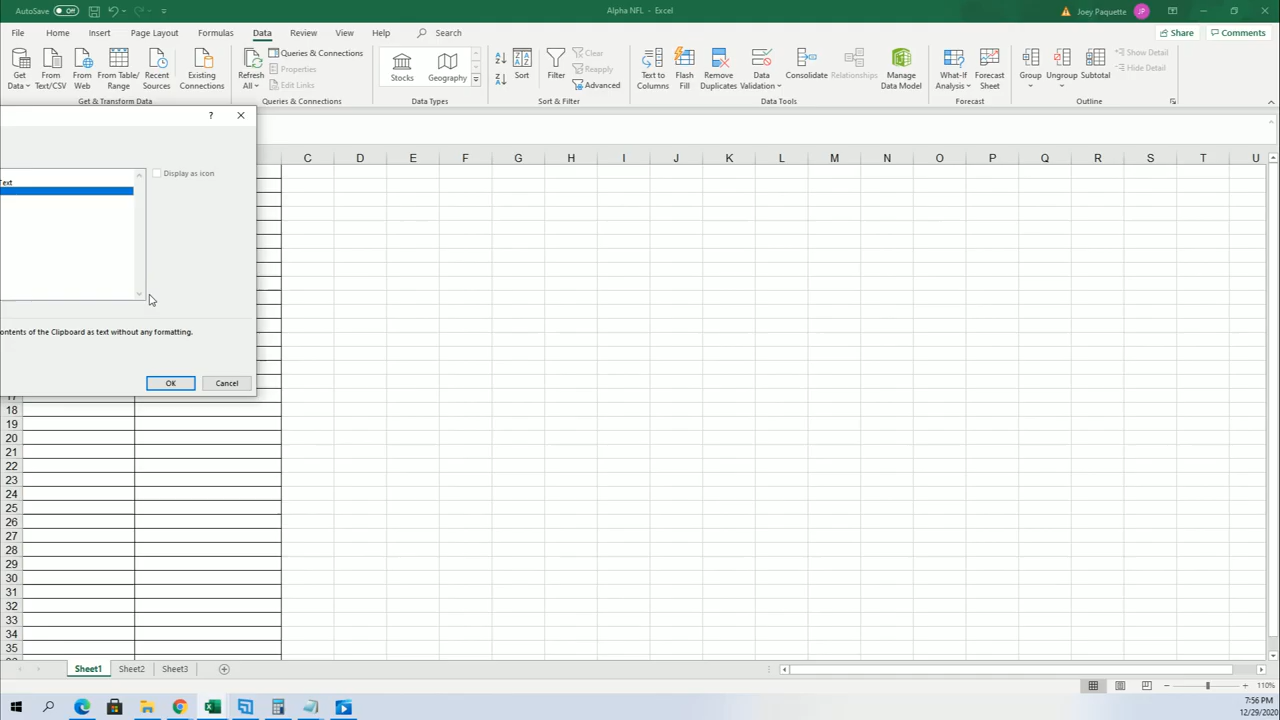 AutoSave Off Alpha NFL - Excel Joey Paquette JP
File Home Insert Page Layout Formulas Data Review View Help Search Share Comments
Get Data
From Text/CSV
From Web
From Table/ Range
Recent Sources
Existing Connections
Get & Transform Data
Refresh All
Queries & Connections
Properties
Edit Links
Queries & Connections
Stocks
Geography
Data Types
Sort
Filter
Clear
Reapply
Advanced
Sort & Filter
Text to Columns
Flash Fill
Remove Duplicates
Data Validation
Consolidate
Relationships
Manage Data Model
Data Tools
What-If Analysis
Forecast Sheet
Forecast
Group
Ungroup
Subtotal
Show Detail
Hide Detail
Outline
?
C D E F G H I J K L M N O P Q R S T U
Text
Display as icon
ontents of the Clipboard as text without any formatting.
OK Cancel
17
18
19
20
21
22
23
24
25
26
27
28
29
30
31
32
33
34
35
Sheet1 Sheet2 Sheet3
110%
7:56 PM
12/29/2020